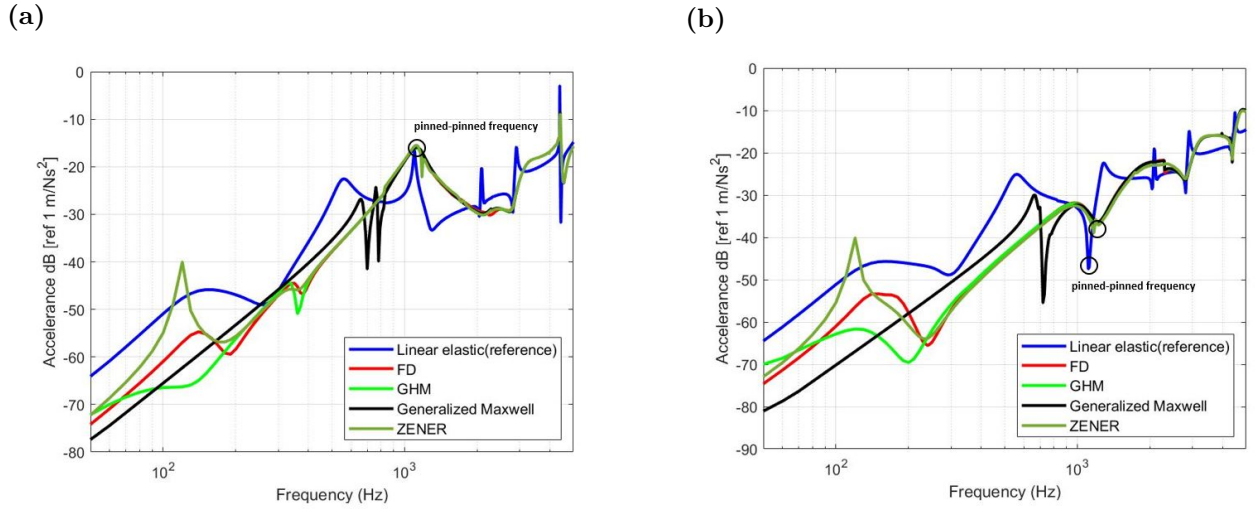 (a)
0
-10
-20
-30
-40
-50
-60
-70
-80
Accelerance dB [ref 1 m/Ns²]
pinned-pinned frequency
Linear elastic(reference)
FD
GHM
Generalized Maxwell
ZENER
10²
10³
Frequency (Hz)
(b)
0
-10
-20
-30
-40
-50
-60
-70
-80
-90
Accelerance dB [ref 1 m/Ns²]
pinned-pinned frequency
Linear elastic(reference)
FD
GHM
Generalized Maxwell
ZENER
10²
10³
Frequency (Hz)